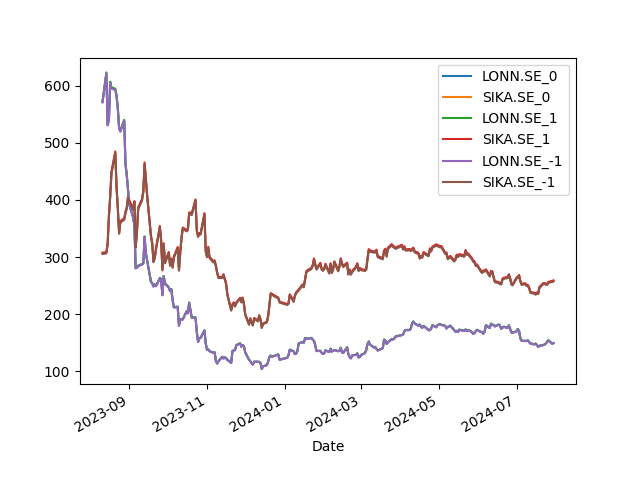 600
500
400
300
200
100
LONN.SE_0
SIKA.SE_0
LONN.SE_1
SIKA.SE_1
LONN.SE_-1
SIKA.SE_-1
2023-09
2023-11
2024-01
2024-03
2024-05
2024-07
Date